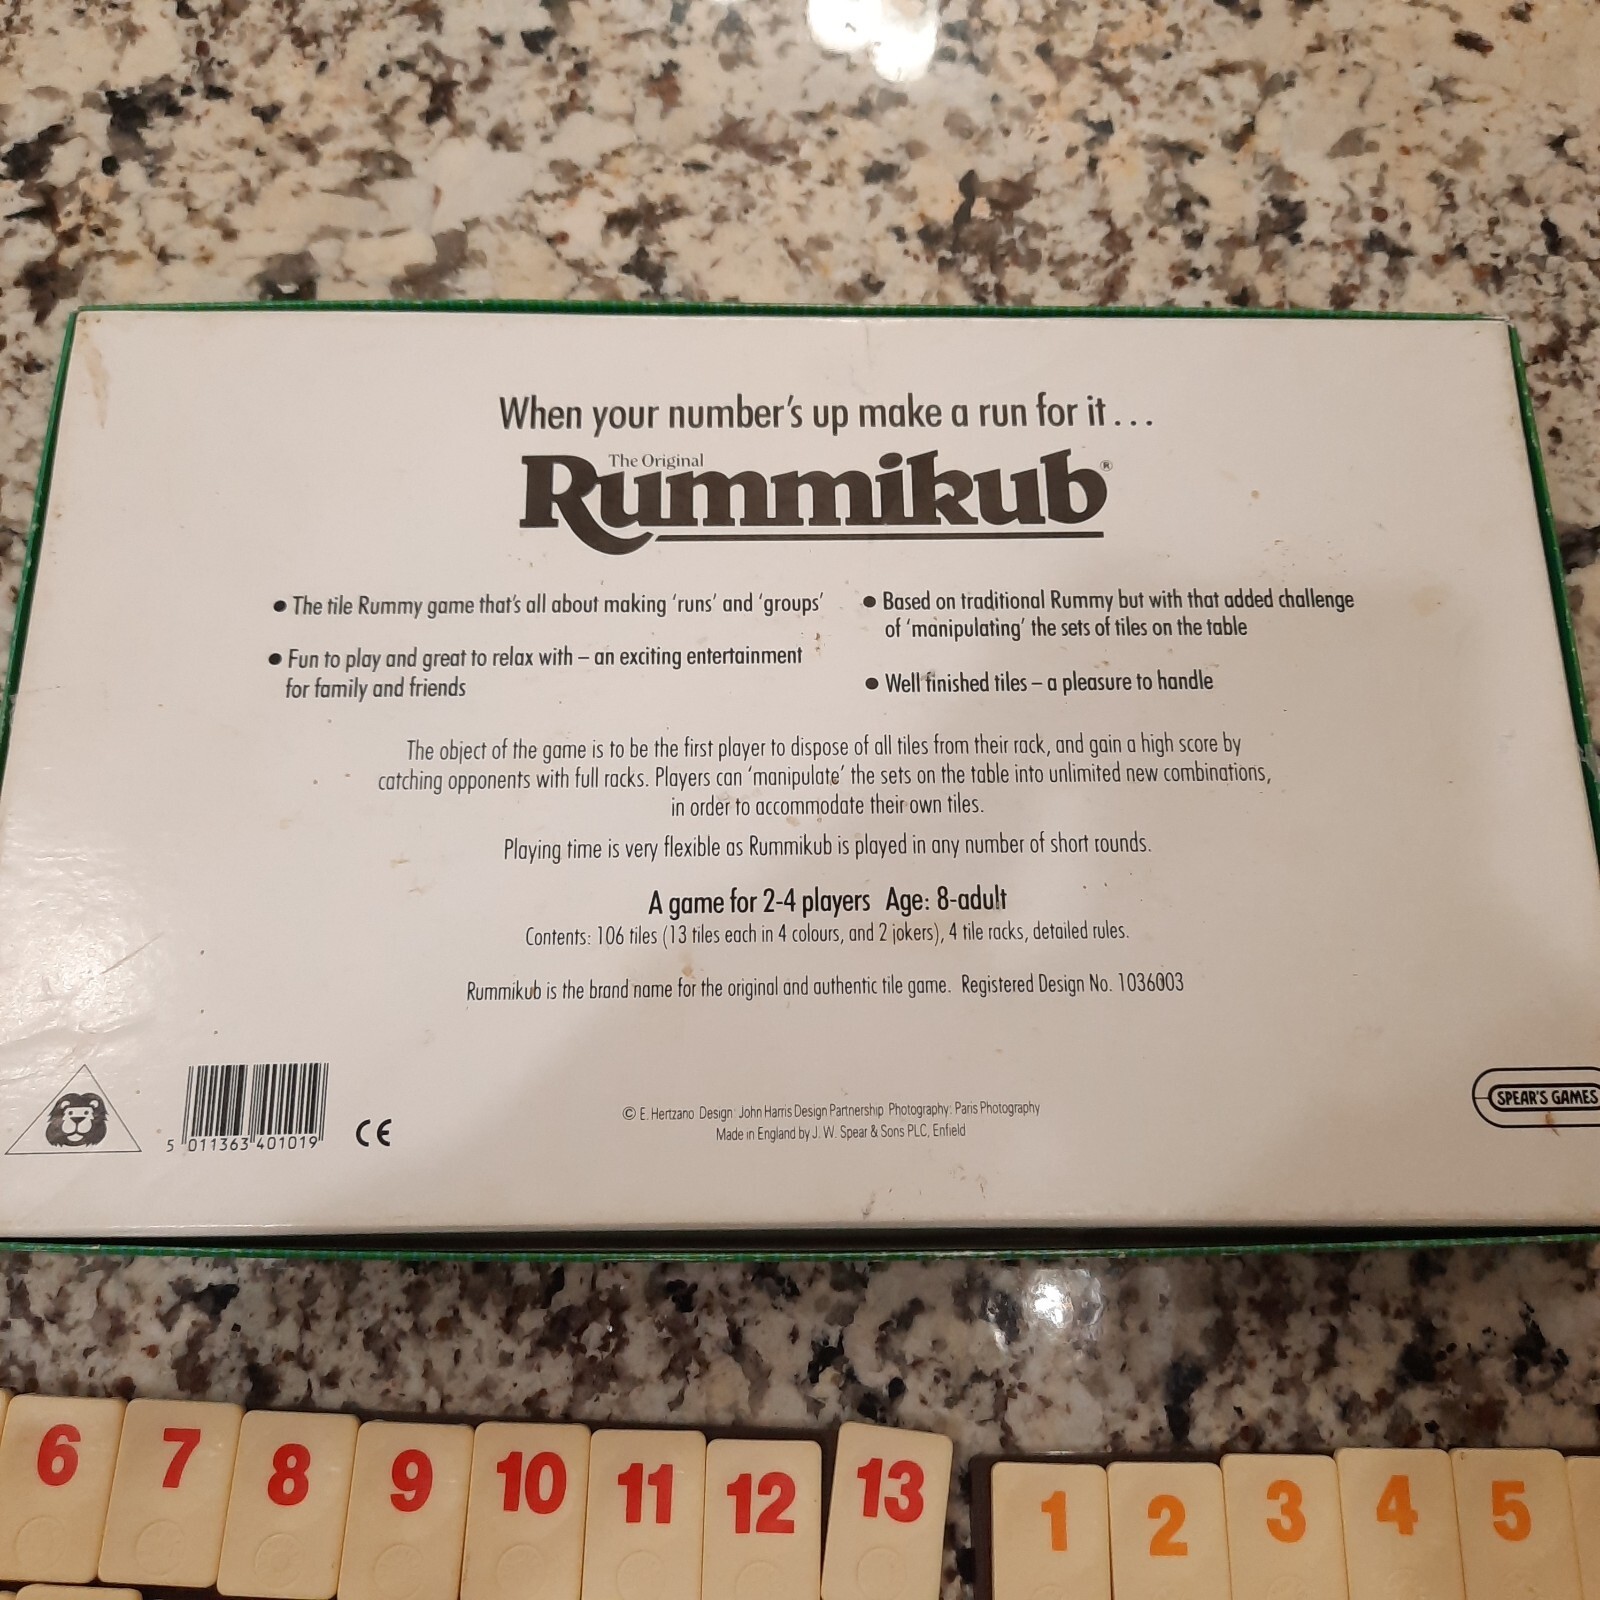 When your number's up make a run for it . . .
The Original
Rummikub®
• The tile Rummy game that's all about making 'runs' and 'groups'
• Fun to play and great to relax with – an exciting entertainment
for family and friends
• Based on traditional Rummy but with that added challenge
of 'manipulating' the sets of tiles on the table
• Well finished tiles – a pleasure to handle
The object of the game is to be the first player to dispose of all tiles from their rack, and gain a high score by
catching opponents with full racks. Players can 'manipulate' the sets on the table into unlimited new combinations,
in order to accommodate their own tiles.
Playing time is very flexible as Rummikub is played in any number of short rounds.
A game for 2-4 players Age: 8-adult
Contents: 106 tiles (13 tiles each in 4 colours, and 2 jokers), 4 tile racks, detailed rules.
Rummikub is the brand name for the original and authentic tile game. Registered Design No. 1036003
5 011363 401019
CE
© E. Hertzano Design: John Harris Design Partnership Photography: Paris Photography
Made in England by J. W. Spear & Sons PLC, Enfield
SPEAR'S GAMES
6 7 8 9 10 11 12 13 1 2 3 4 5